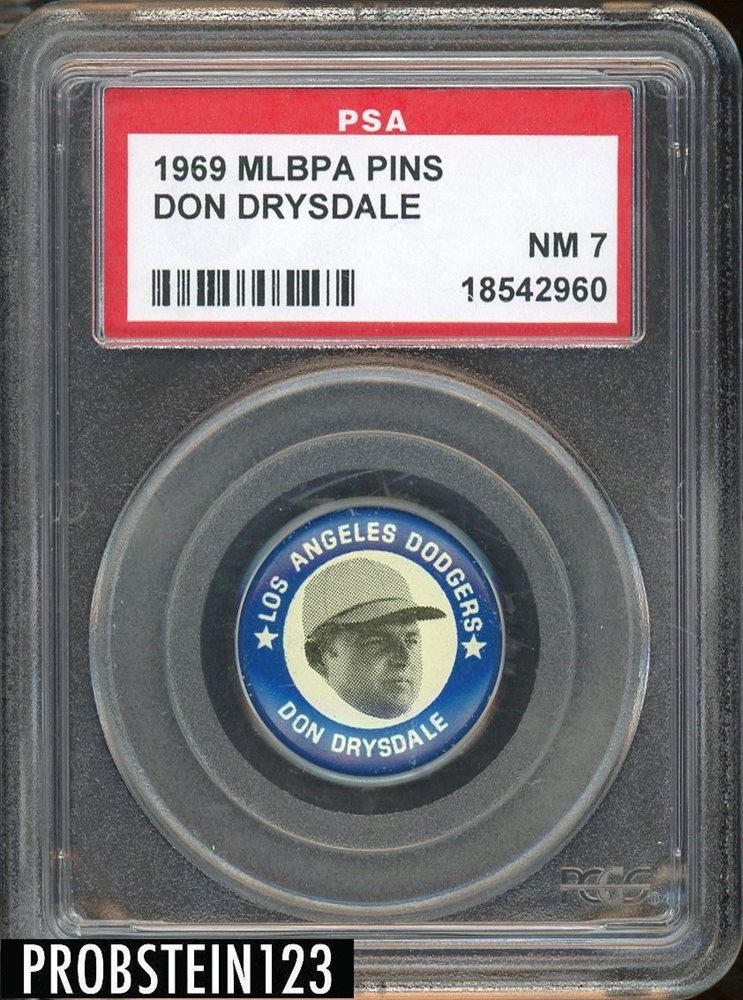 PSA
1969 MLBPA PINS
DON DRYSDALE
NM 7
18542960
LOS ANGELES DODGERS
DON DRYSDALE
PCGS
PROBSTEIN123